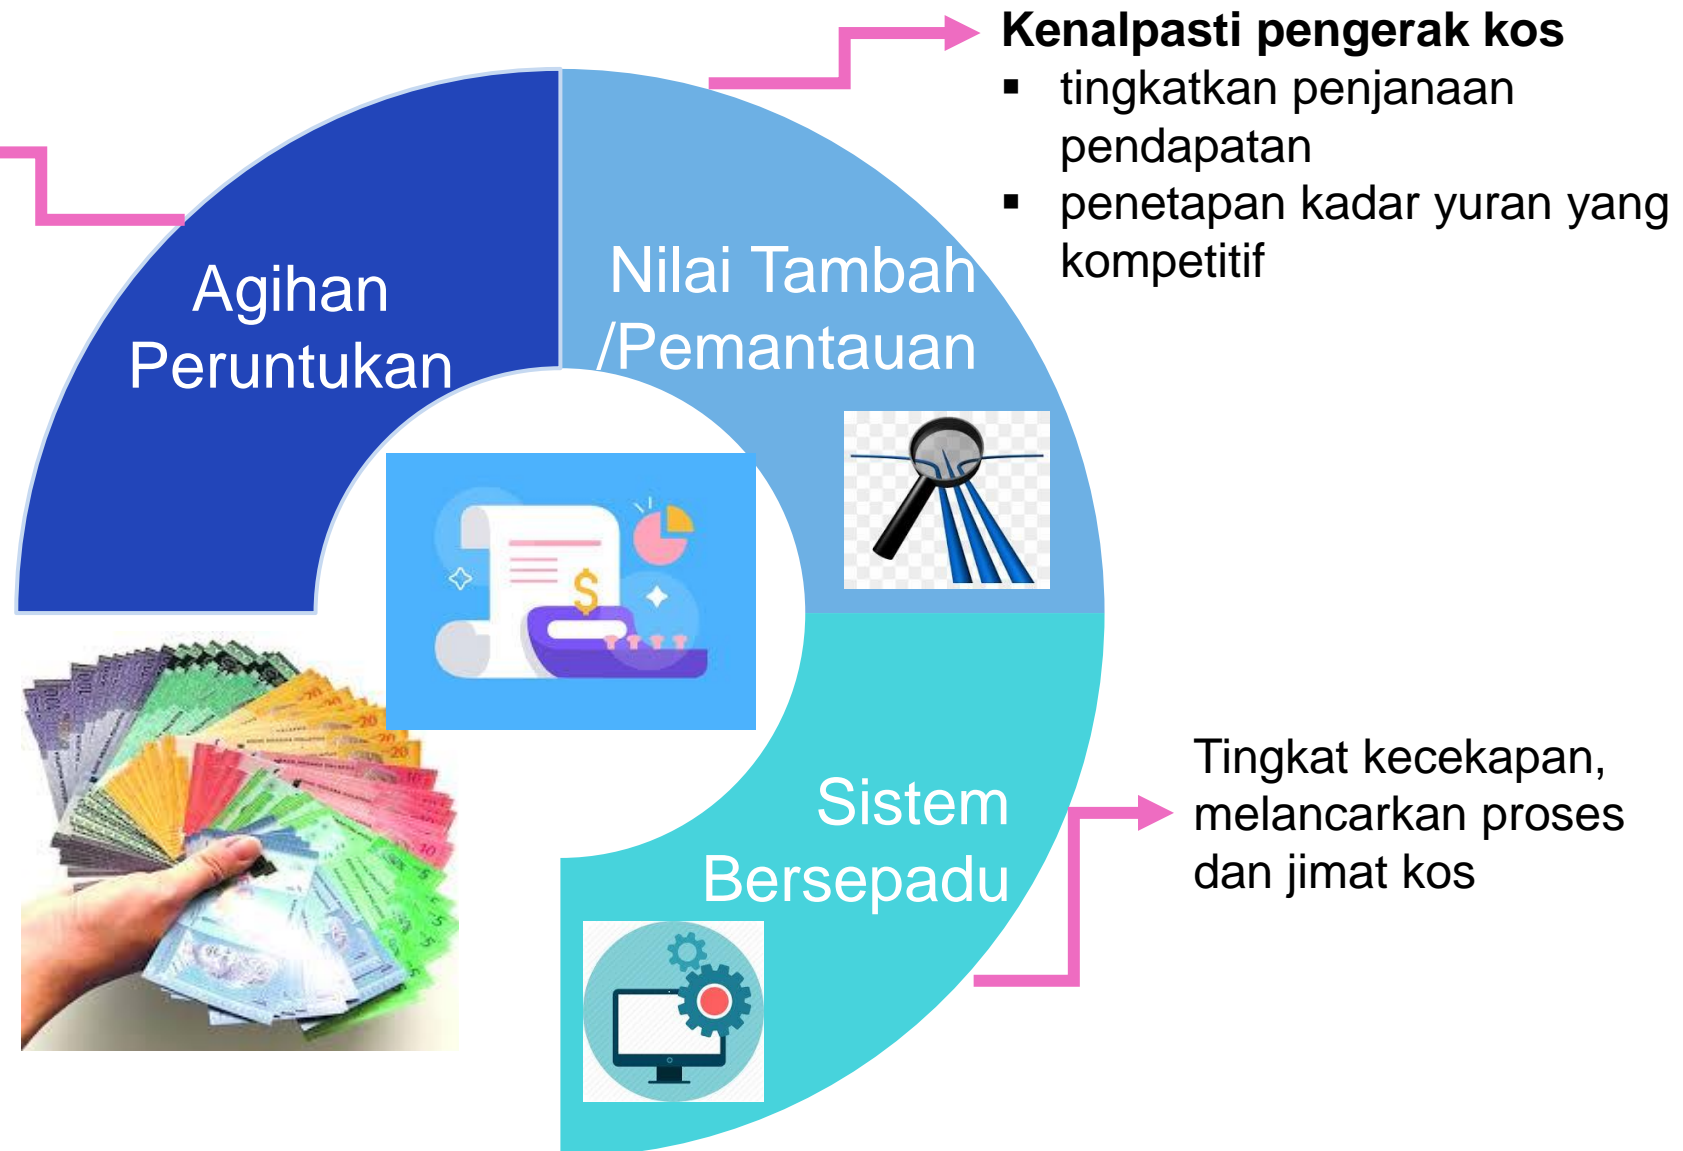 Kenalpasti pengerak kos
▪ tingkatkan penjanaan
pendapatan
▪ penetapan kadar yuran yang
kompetitif
Agihan
Peruntukan
Nilai Tambah
/Pemantauan
$
Sistem
Bersepadu
Tingkat kecekapan,
melancarkan proses
dan jimat kos